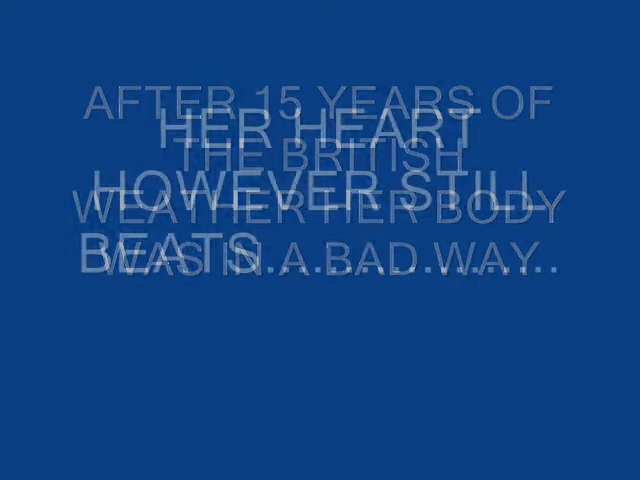 AFTER 15 YEARS OF
THE BRITISH
WEATHER HER BODY
WAS IN A BAD WAY
HER HEART
HOWEVER STILL
BEATS................